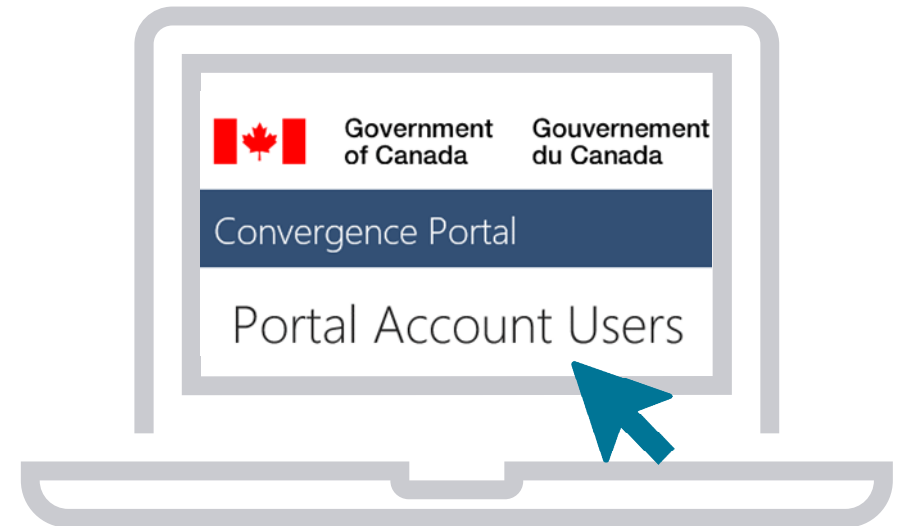 Government
of Canada
Gouvernement
du Canada
Convergence Portal
Portal Account Users